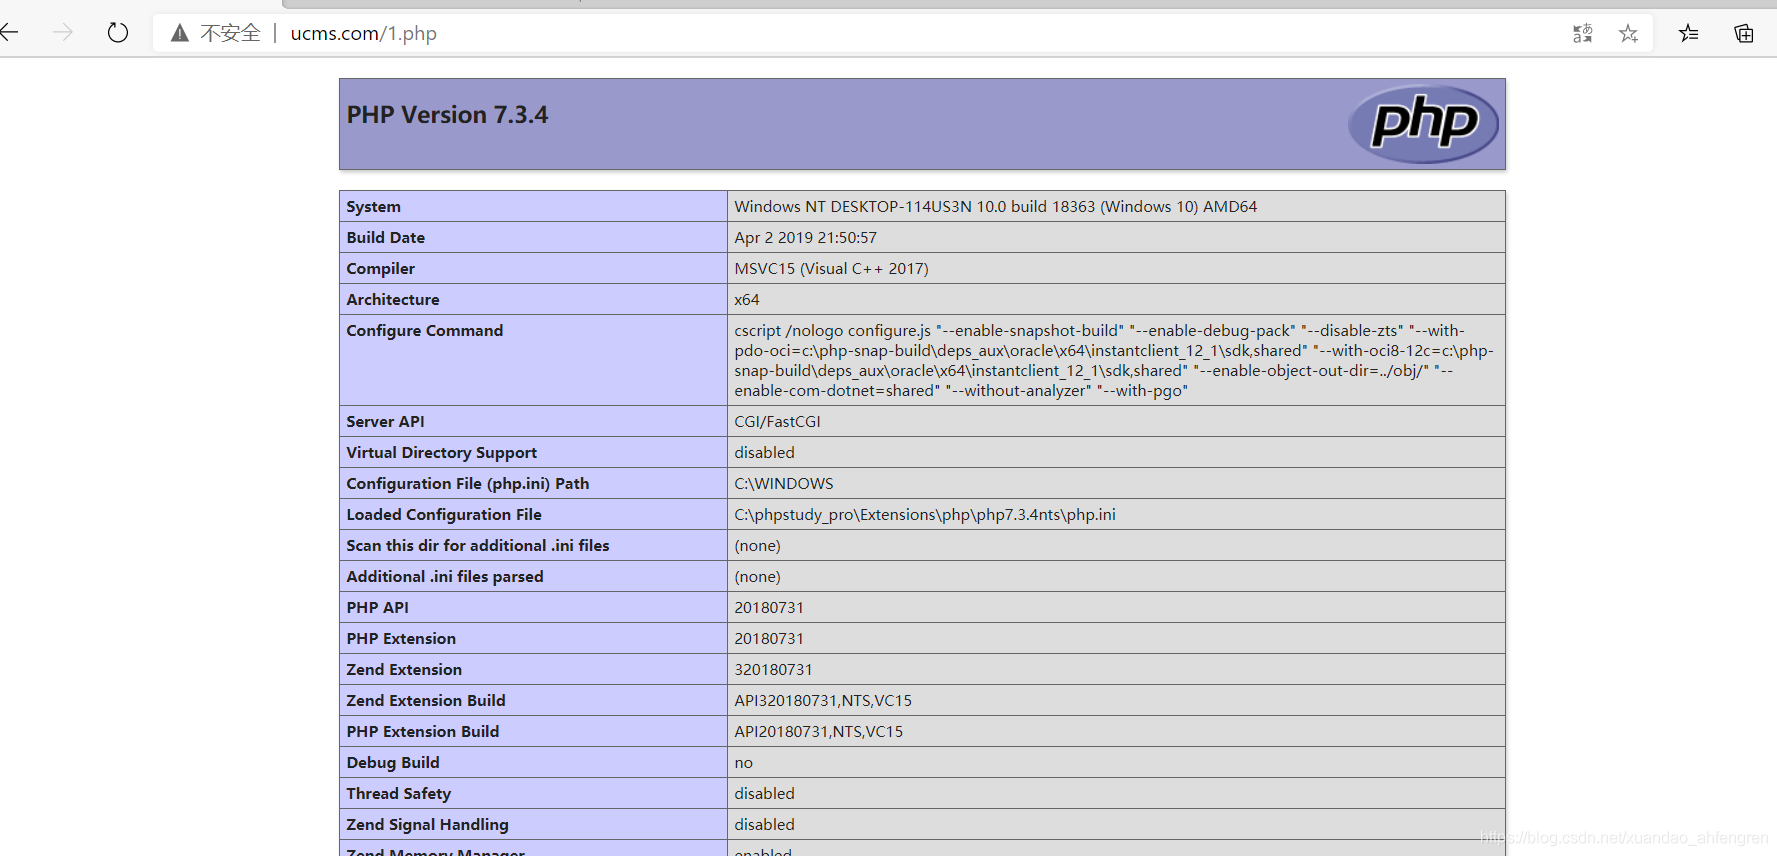 不安全 | ucms.com/1.php
PHP Version 7.3.4
php
System Windows NT DESKTOP-114US3N 10.0 build 18363 (Windows 10) AMD64
Build Date Apr 2 2019 21:50:57
Compiler MSVC15 (Visual C++ 2017)
Architecture x64
Configure Command cscript /nologo configure.js "--enable-snapshot-build" "--enable-debug-pack" "--disable-zts" "--with-
pdo-oci=c:\php-snap-build\deps_aux\oracle\x64\instantclient_12_1\sdk,shared" "--with-oci8-12c=c:\php-
snap-build\deps_aux\oracle\x64\instantclient_12_1\sdk,shared" "--enable-object-out-dir=../obj/" "--
enable-com-dotnet=shared" "--without-analyzer" "--with-pgo"
Server API CGI/FastCGI
Virtual Directory Support disabled
Configuration File (php.ini) Path C:\WINDOWS
Loaded Configuration File C:\phpstudy_pro\Extensions\php\php7.3.4nts\php.ini
Scan this dir for additional .ini files (none)
Additional .ini files parsed (none)
PHP API 20180731
PHP Extension 20180731
Zend Extension 320180731
Zend Extension Build API320180731,NTS,VC15
PHP Extension Build API20180731,NTS,VC15
Debug Build no
Thread Safety disabled
Zend Signal Handling disabled
Zend Memory Manager enabled
https://blog.csdn.net/xuandao_ahfengren